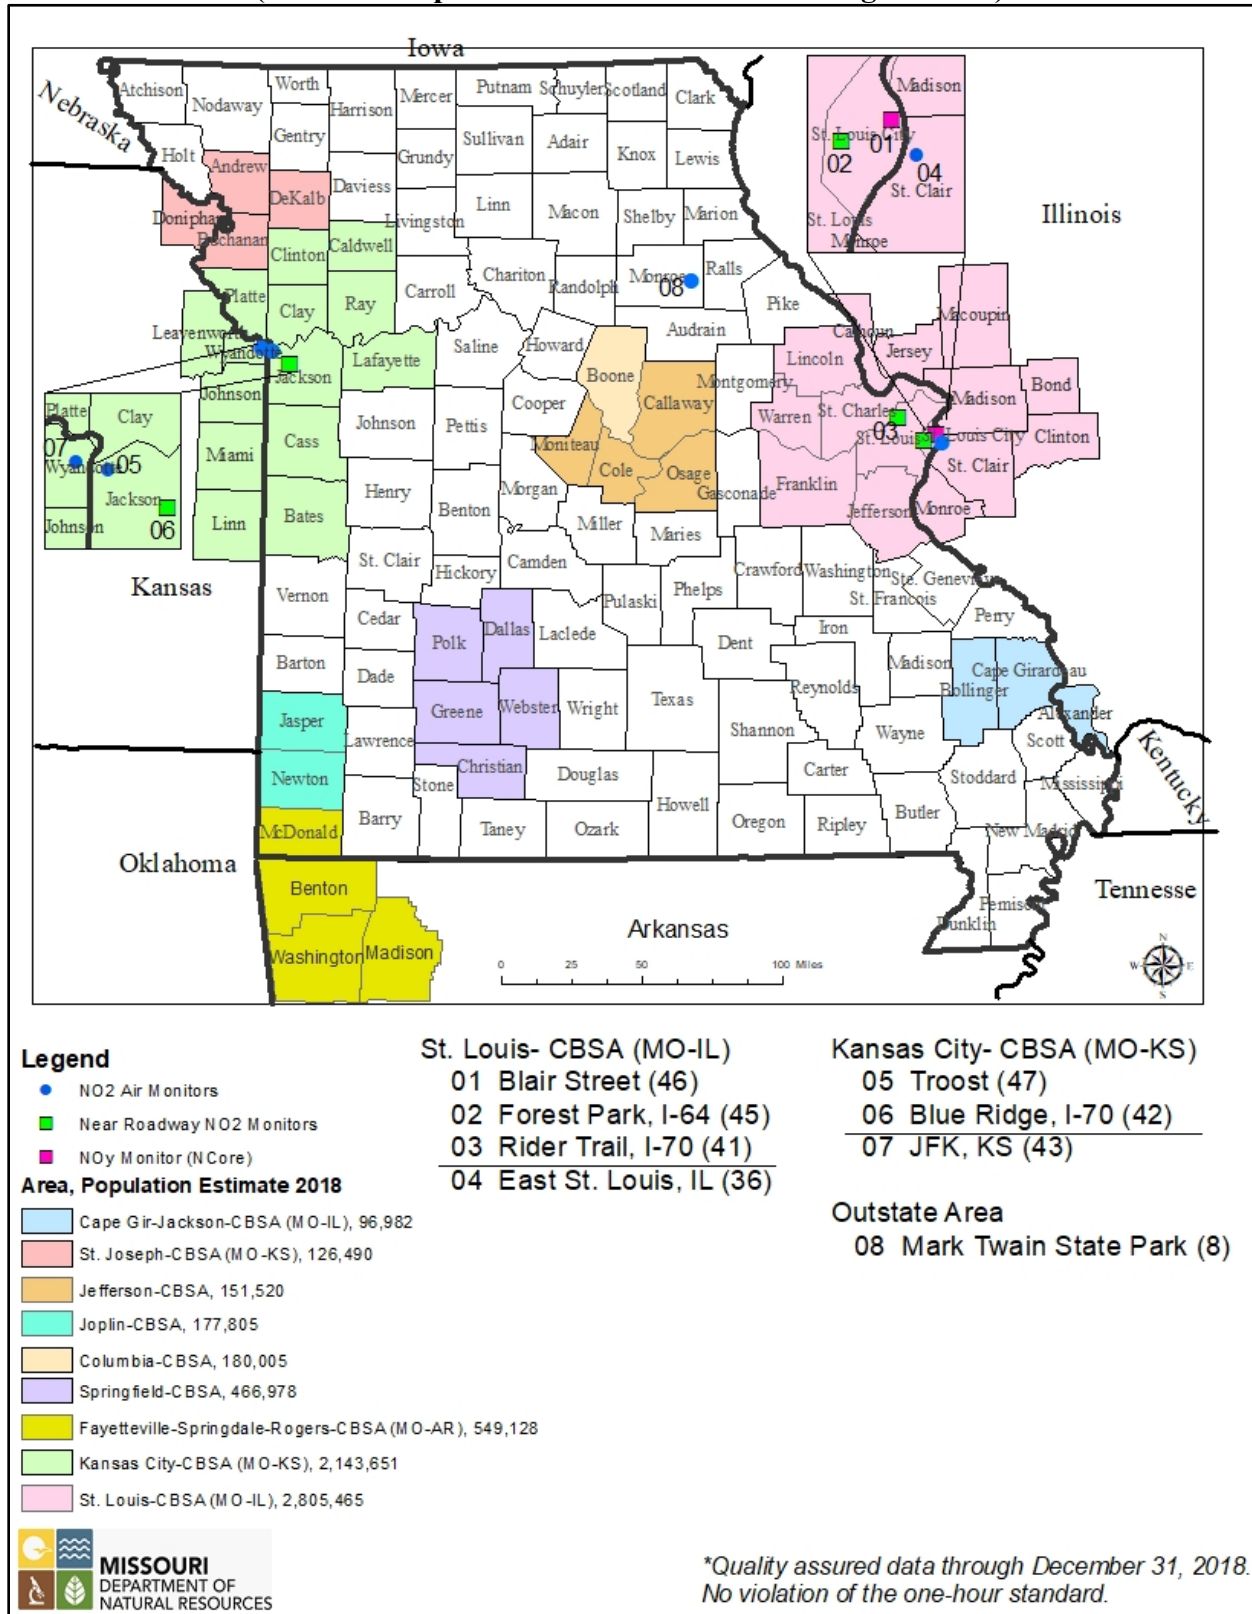 Iowa
Nebraska
Illinois
Kansas
Oklahoma
Arkansas
Kentucky
Tennesse
Atchison
Nodaway
Worth
Harrison
Mercer
Putnam
Schuyler
Scotland
Clark
Gentry
Sullivan
Adair
Knox
Lewis
Holt
Andrew
DeKalb
Daviess
Grundy
Livingston
Linn
Macon
Shelby
Marion
Doniphan
Buchanan
Clinton
Caldwell
Chariton
Randolph
Monroe
08
Ralls
Pike
Platte
Clay
Ray
Carroll
Audrain
Leavenworth
Wyandotte
Jackson
Lafayette
Saline
Howard
Boone
Callaway
Montgomery
Lincoln
Calhoun
Jersey
Macoupin
Madison
Bond
Clinton
Warren
St. Charles
03
St. Louis
St. Louis City
St. Clair
Johnson
Cass
Johnson
Pettis
Cooper
Moniteau
Cole
Osage
Gasconade
Franklin
Jefferson
Monroe
Miami
Linn
Bates
Henry
Benton
Morgan
Miller
Maries
St. Clair
Hickory
Camden
Crawford
Washington
Ste. Genevieve
St. Francois
Perry
Vernon
Cedar
Polk
Dallas
Laclede
Pulaski
Phelps
Dent
Iron
Madison
Bollinger
Cape Girardeau
Alexander
Barton
Dade
Greene
Webster
Wright
Texas
Reynolds
Shannon
Wayne
Scott
Jasper
Lawrence
Christian
Douglas
Carter
Stoddard
Mississippi
Newton
Stone
Howell
Butler
New Madrid
McDonald
Barry
Taney
Ozark
Oregon
Ripley
Pemiscot
Dunklin
Benton
Washington
Madison
Madison
St. Louis City
01
02
04
St. Clair
St. Louis
Monroe
Platte
Clay
07
Wyandotte
05
Jackson
Johnson
06
0 25 50 100 Miles
N
W E
S
Legend
NO2 Air Monitors
Near Roadway NO2 Monitors
NOy Monitor (NCore)
Area, Population Estimate 2018
Cape Gir-Jackson-CBSA (MO-IL), 96,982
St. Joseph-CBSA (MO-KS), 126,490
Jefferson-CBSA, 151,520
Joplin-CBSA, 177,805
Columbia-CBSA, 180,005
Springfield-CBSA, 466,978
Fayetteville-Springdale-Rogers-CBSA (MO-AR), 549,128
Kansas City-CBSA (MO-KS), 2,143,651
St. Louis-CBSA (MO-IL), 2,805,465
St. Louis- CBSA (MO-IL)
01 Blair Street (46)
02 Forest Park, I-64 (45)
03 Rider Trail, I-70 (41)
04 East St. Louis, IL (36)
Kansas City- CBSA (MO-KS)
05 Troost (47)
06 Blue Ridge, I-70 (42)
07 JFK, KS (43)
Outstate Area
08 Mark Twain State Park (8)
MISSOURI
DEPARTMENT OF
NATURAL RESOURCES
*Quality assured data through December 31, 2018.
No violation of the one-hour standard.